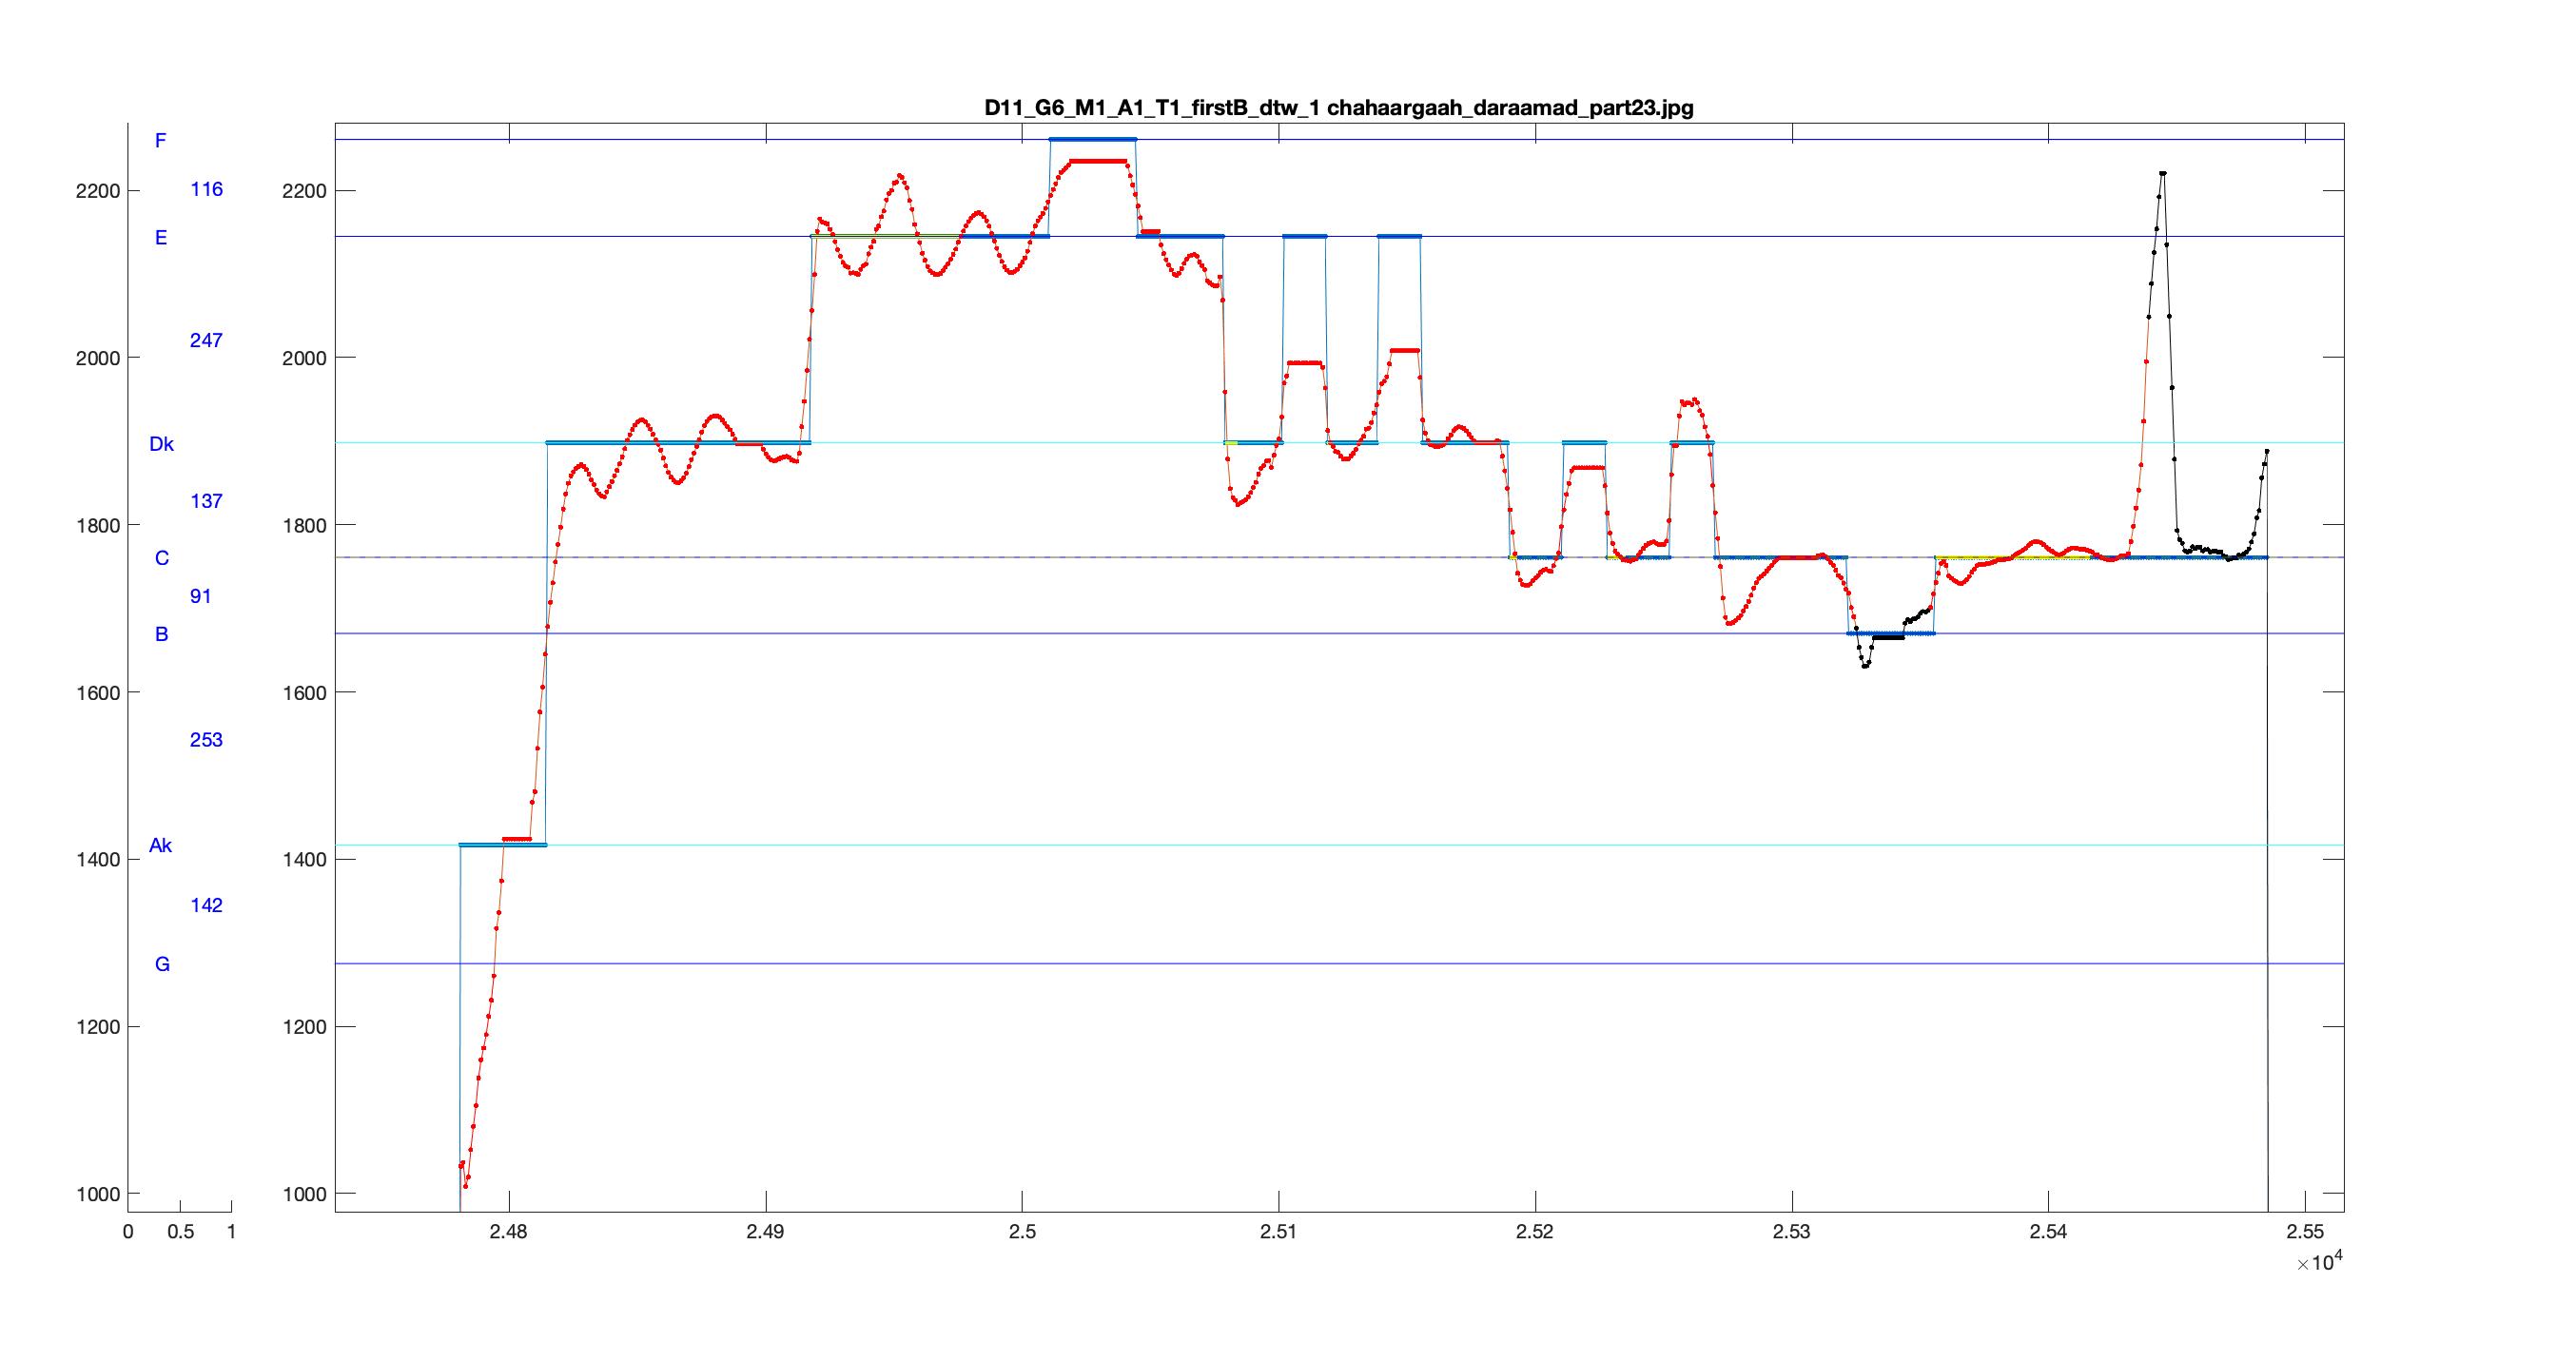 D11_G6_M1_A1_T1_firstB_dtw_1 chahaargaah_daraamad_part23.jpg
F
2200 116 2200
E
247
2000 2000
Dk
137
1800 1800
C
91
B
1600 1600
253
Ak
1400 1400
142
G
1200 1200
1000 1000
0 0.5 1 2.48 2.49 2.5 2.51 2.52 2.53 2.54 2.55
×10^4